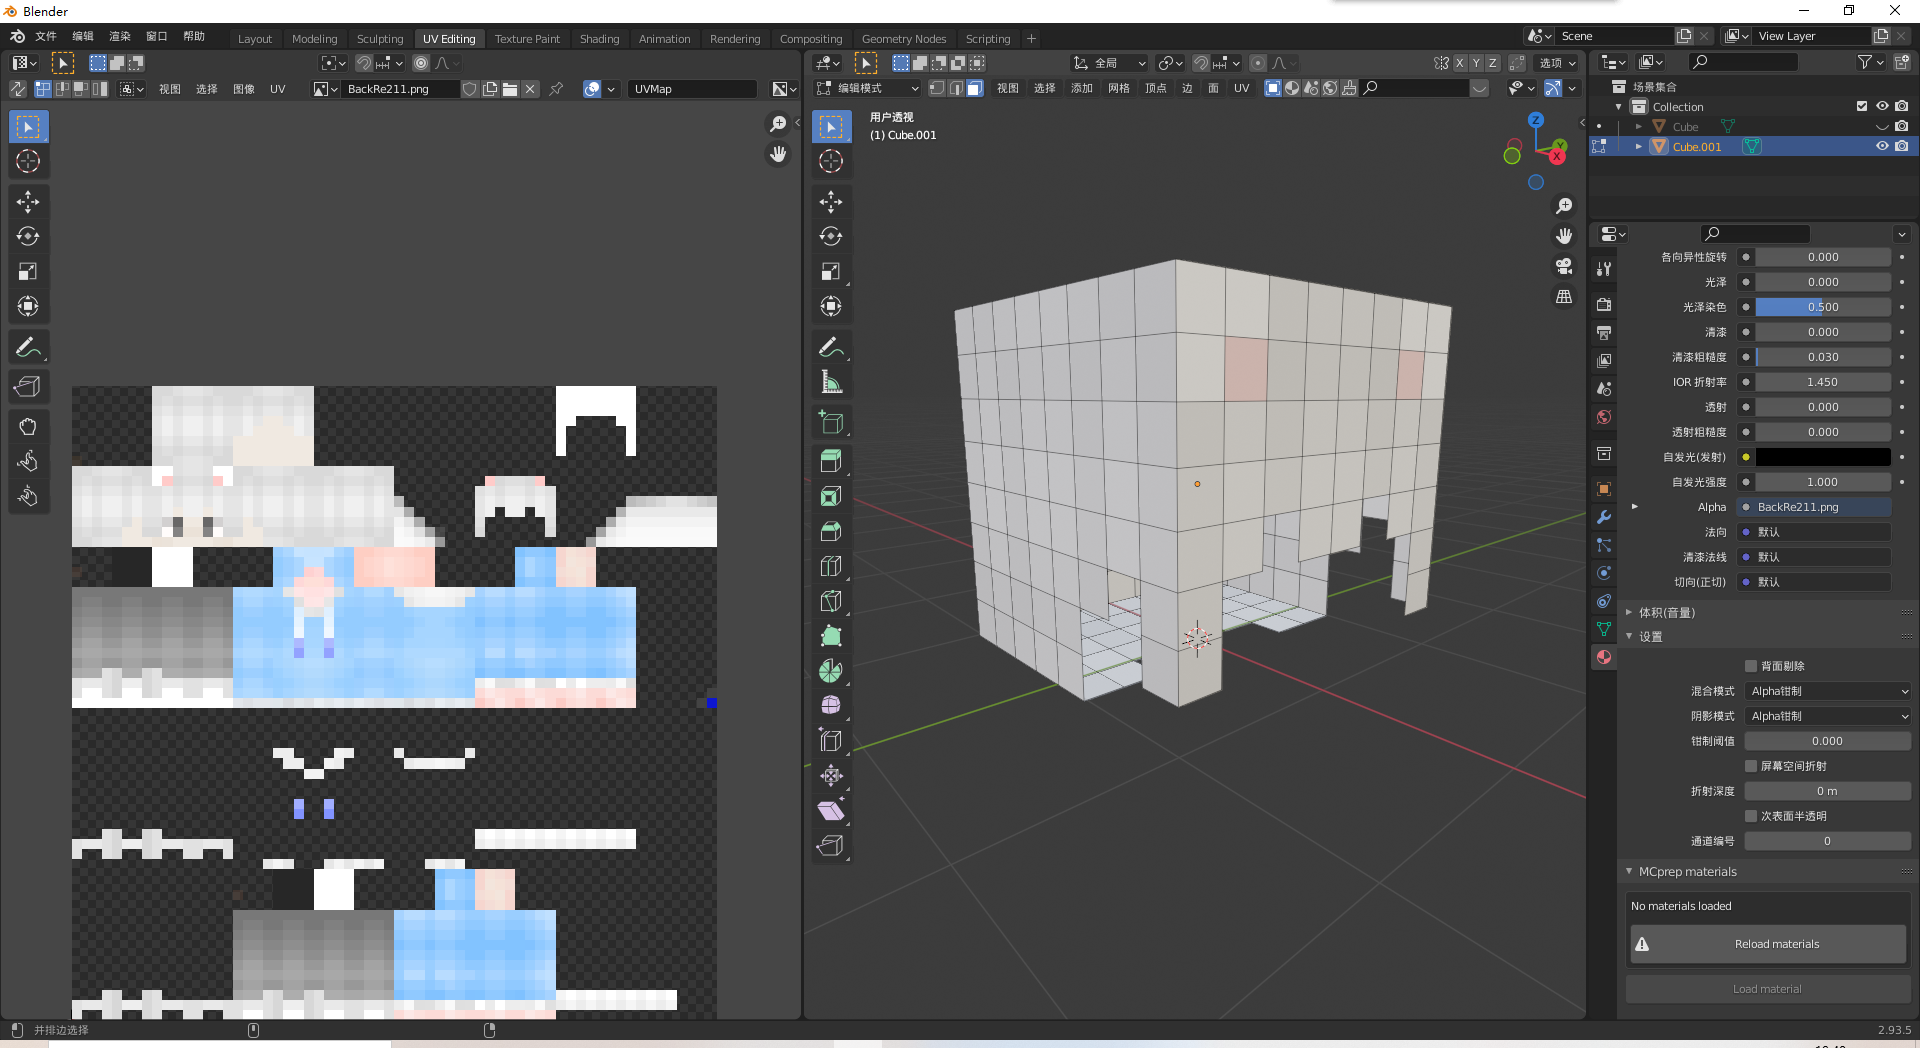 Blender
文件 编辑 渲染 窗口 帮助 Layout Modeling Sculpting UV Editing Texture Paint Shading Animation Rendering Compositing Geometry Nodes Scripting + Scene View Layer
全局 X Y Z 选项
视图 选择 图像 UV BackRe211.png UVMap
编辑模式 视图 选择 添加 网格 顶点 边 面 UV
用户透视
(1) Cube.001
Z
Y
X
场景集合
Collection
Cube
Cube.001
各向异性旋转 0.000
光泽 0.000
光泽染色 0.500
清漆 0.000
清漆粗糙度 0.030
IOR 折射率 1.450
透射 0.000
透射粗糙度 0.000
自发光(发射)
自发光强度 1.000
Alpha BackRe211.png
法向 默认
清漆法线 默认
切向(正切) 默认
体积(音量)
设置
背面剔除
混合模式 Alpha钳制
阴影模式 Alpha钳制
钳制阈值 0.000
屏幕空间折射
折射深度 0 m
次表面半透明
通道编号 0
MCprep materials
No materials loaded
Reload materials
Load material
并排边选择
2.93.5